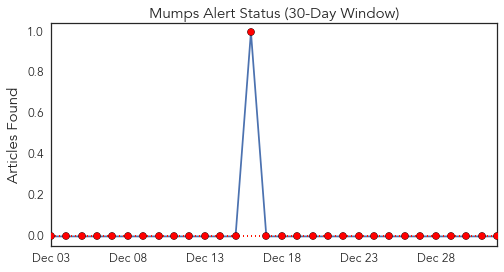 Mumps Alert Status (30-Day Window)
Articles Found
1.0
0.8
0.6
0.4
0.2
0.0
Dec 03 Dec 08 Dec 13 Dec 18 Dec 23 Dec 28